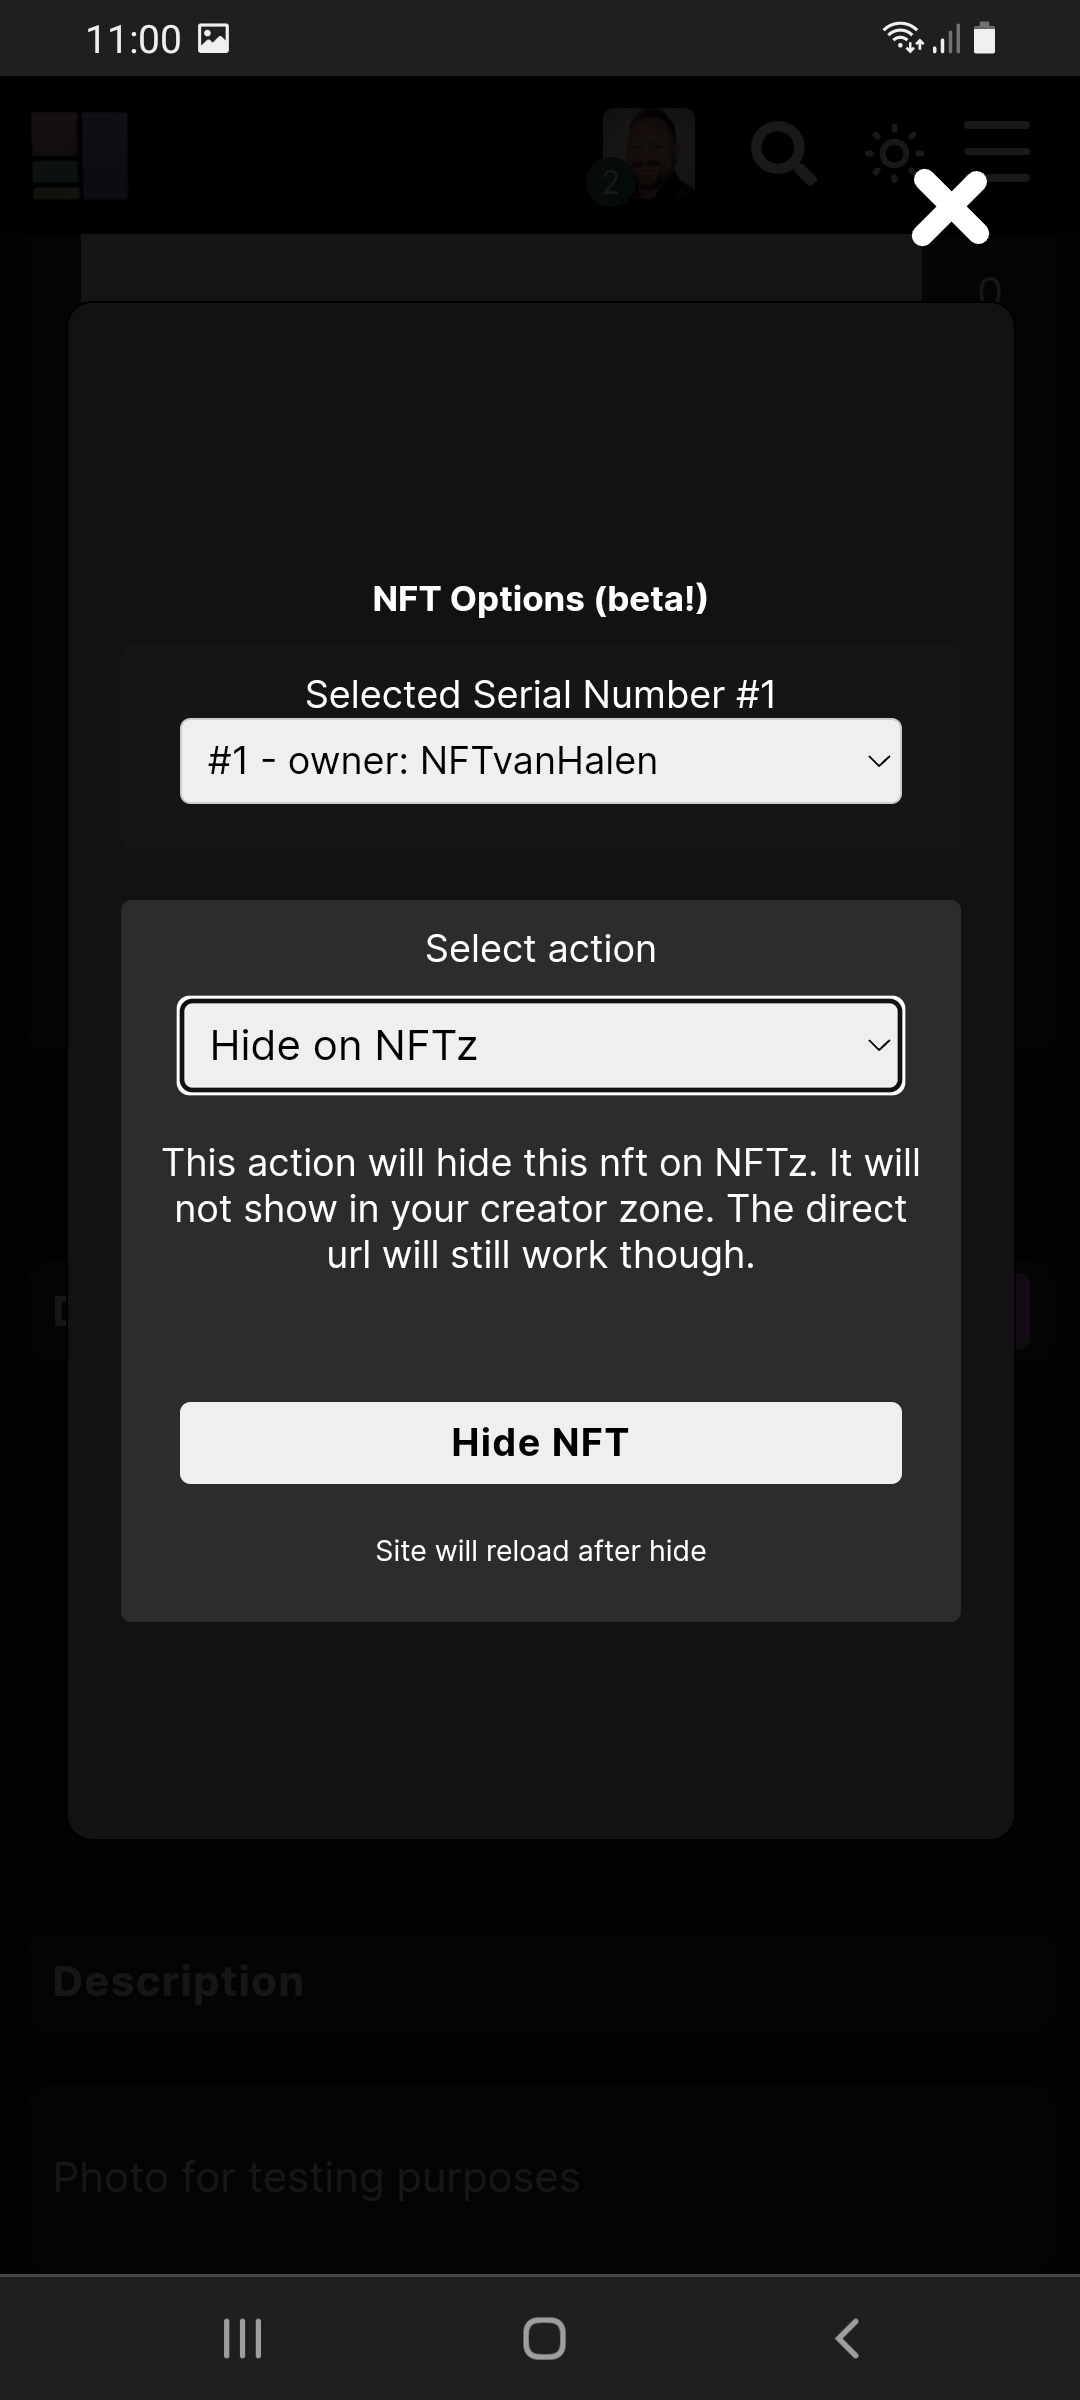 11:00
2
0
NFT Options (beta!)
Selected Serial Number #1
#1 - owner: NFTvanHalen
Select action
Hide on NFTz
This action will hide this nft on NFTz. It will
not show in your creator zone. The direct
url will still work though.
Hide NFT
Site will reload after hide
Description
Photo for testing purposes